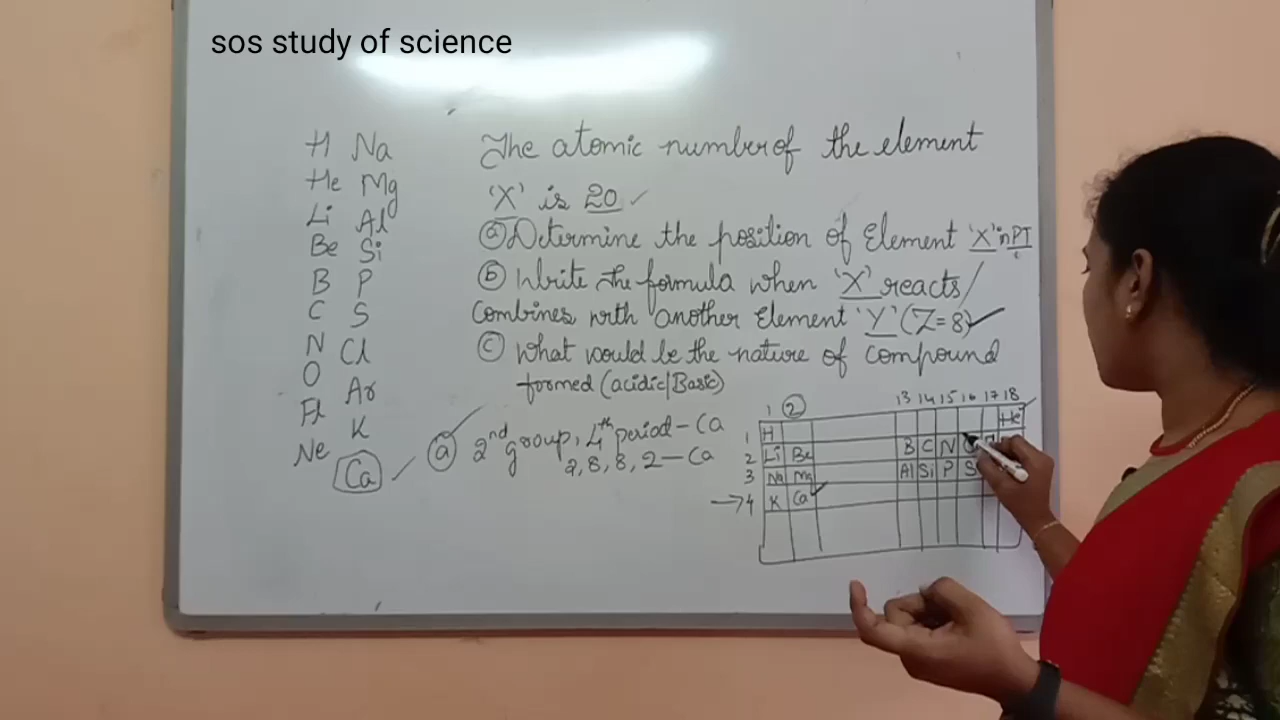 sos study of science
H Na
He Mg
Li Al
Be Si
B P
C S
N Cl
O Ar
Fl K
Ne Ca
The atomic number of the element
'X' is 20
a Determine the position of Element 'X' in PT
b Write the formula when 'X' reacts/
Combines with another Element 'Y' (Z=8)
c What would be the nature of compound
formed (acidic/Basic)
a 2nd group, 4th period - Ca
2, 8, 8, 2 - Ca
1 2 13 14 15 16 17 18
1 H He
2 Li Be B C N
3 Na Mg Al Si P S
4 K Ca